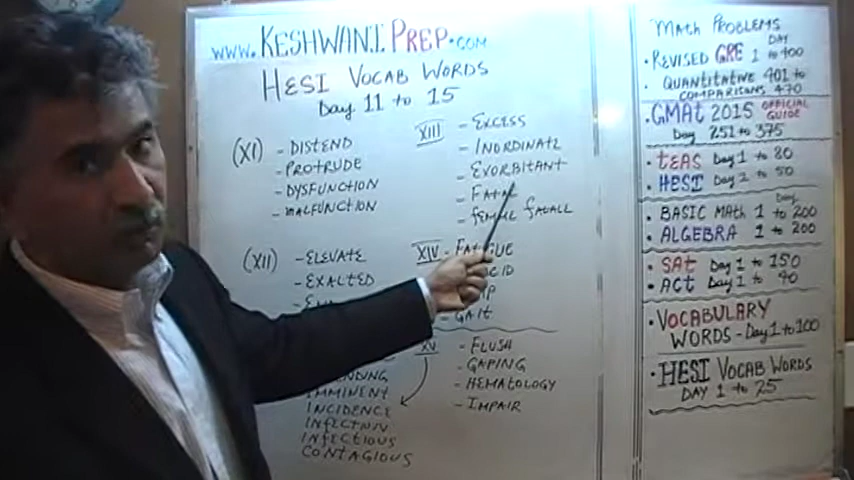 www.KESHWANIPREP.COM
HESI VOCAB WORDS
DAY 11 TO 15
(XI) - DISTEND
- PROTRUDE
- DYSFUNCTION
- MALFUNCTION
(XII) - ELEVATE
- EXALTED
IMMINENT
INCIDENCE
INFECTIOUS
CONTAGIOUS
XIII - EXCESS
- INORDINATE
- EXORBITANT
XIV - FATIGUE
- GAIT
XV - FLUSH
- GAPING
- HEMATOLOGY
- IMPAIR
MATH PROBLEMS
DAY
• REVISED GRE 1 TO 400
• QUANTITATIVE 401 TO
COMPARISONS 470
• GMAT 2015 OFFICIAL
GUIDE
DAY 251 TO 375
• TEAS DAY 1 TO 80
• HESI DAY 1 TO 50
DAY
• BASIC MATH 1 TO 200
• ALGEBRA 1 TO 200
• SAT DAY 1 TO 150
• ACT DAY 1 TO 90
• VOCABULARY
WORDS - DAY 1 TO 100
• HESI VOCAB WORDS
DAY 1 TO 25